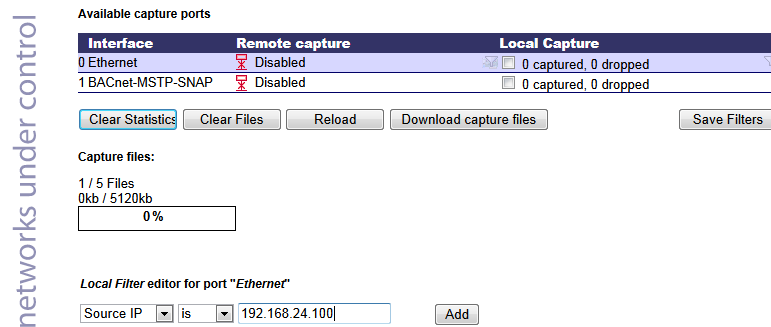 networks under control
Available capture ports
Interface Remote capture Local Capture
0 Ethernet Disabled 0 captured, 0 dropped
1 BACnet-MSTP-SNAP Disabled 0 captured, 0 dropped
Clear Statistics Clear Files Reload Download capture files Save Filters
Capture files:
1 / 5 Files
0kb / 5120kb
0 %
Local Filter editor for port "Ethernet"
Source IP is 192.168.24.100 Add